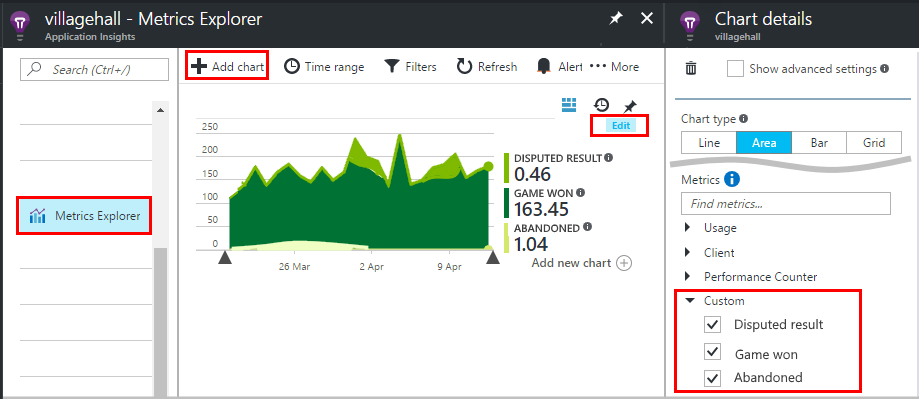 villagehall - Metrics Explorer
Application Insights
Search (Ctrl+/)
Metrics Explorer
Add chart
Time range
Filters
Refresh
Alert
More
Edit
250
200
150
100
50
0
26 Mar
2 Apr
9 Apr
DISPUTED RESULT
0.46
GAME WON
163.45
ABANDONED
1.04
Add new chart
Chart details
villagehall
Show advanced settings
Chart type
Line
Area
Bar
Grid
Metrics
Find metrics...
Usage
Client
Performance Counter
Custom
Disputed result
Game won
Abandoned